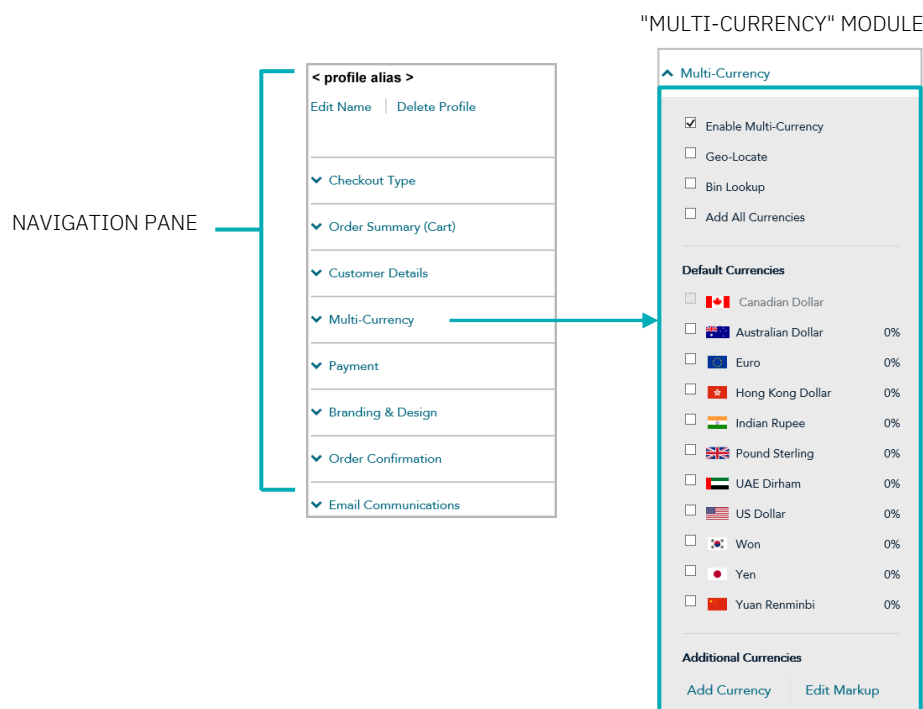 "MULTI-CURRENCY" MODULE
NAVIGATION PANE
< profile alias >
Edit Name
Delete Profile
Checkout Type
Order Summary (Cart)
Customer Details
Multi-Currency
Payment
Branding & Design
Order Confirmation
Email Communications
Multi-Currency
Enable Multi-Currency
Geo-Locate
Bin Lookup
Add All Currencies
Default Currencies
Canadian Dollar
Australian Dollar 0%
Euro 0%
Hong Kong Dollar 0%
Indian Rupee 0%
Pound Sterling 0%
UAE Dirham 0%
US Dollar 0%
Won 0%
Yen 0%
Yuan Renminbi 0%
Additional Currencies
Add Currency
Edit Markup